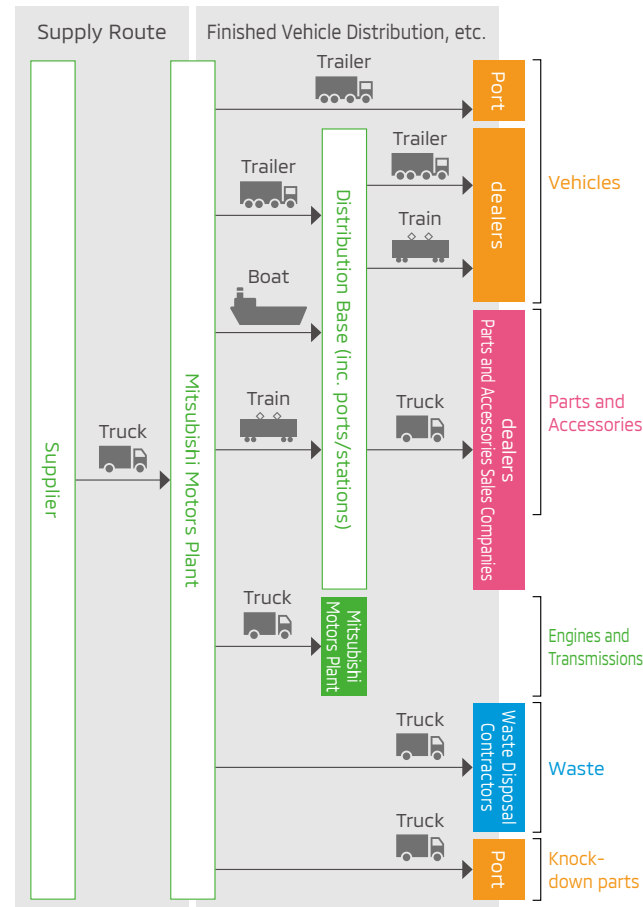 Supply Route
Finished Vehicle Distribution, etc.
Trailer
Port
Trailer
Trailer
Vehicles
dealers
Train
Boat
Distribution Base (inc. ports/stations)
Mitsubishi Motors Plant
Train
Truck
dealers
Parts and Accessories Sales Companies
Parts and
Accessories
Truck
Supplier
Truck
Mitsubishi
Motors Plant
Engines and
Transmissions
Truck
Waste Disposal
Contractors
Waste
Truck
Port
Knock-
down parts